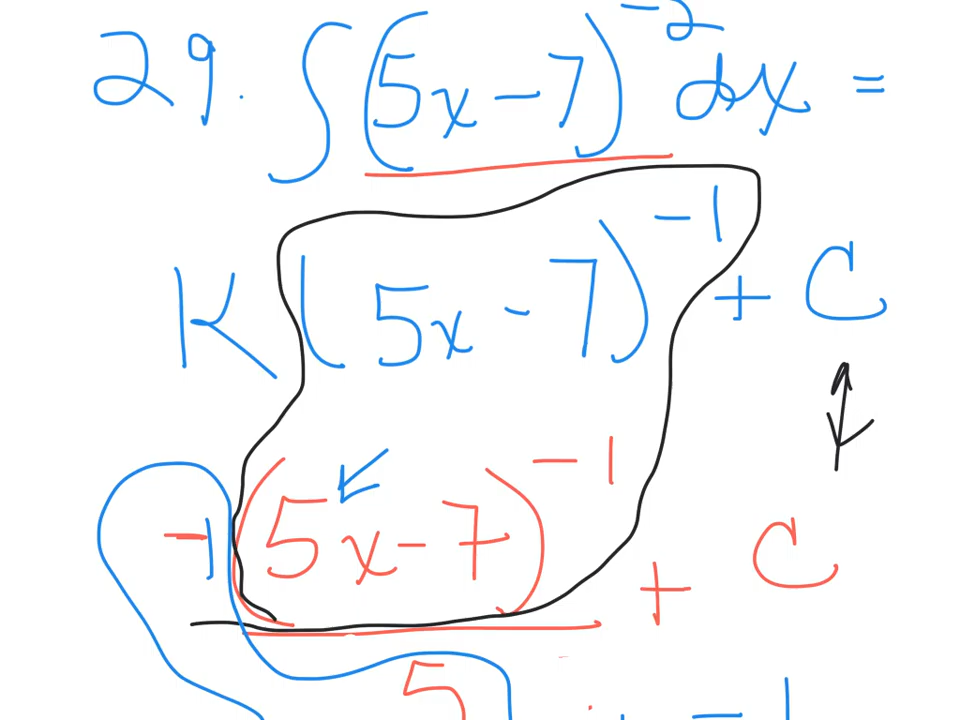 29. ∫(5x-7)^-2 dx =
K(5x-7)^-1 + C
-1(5x-7)^-1 + C
5